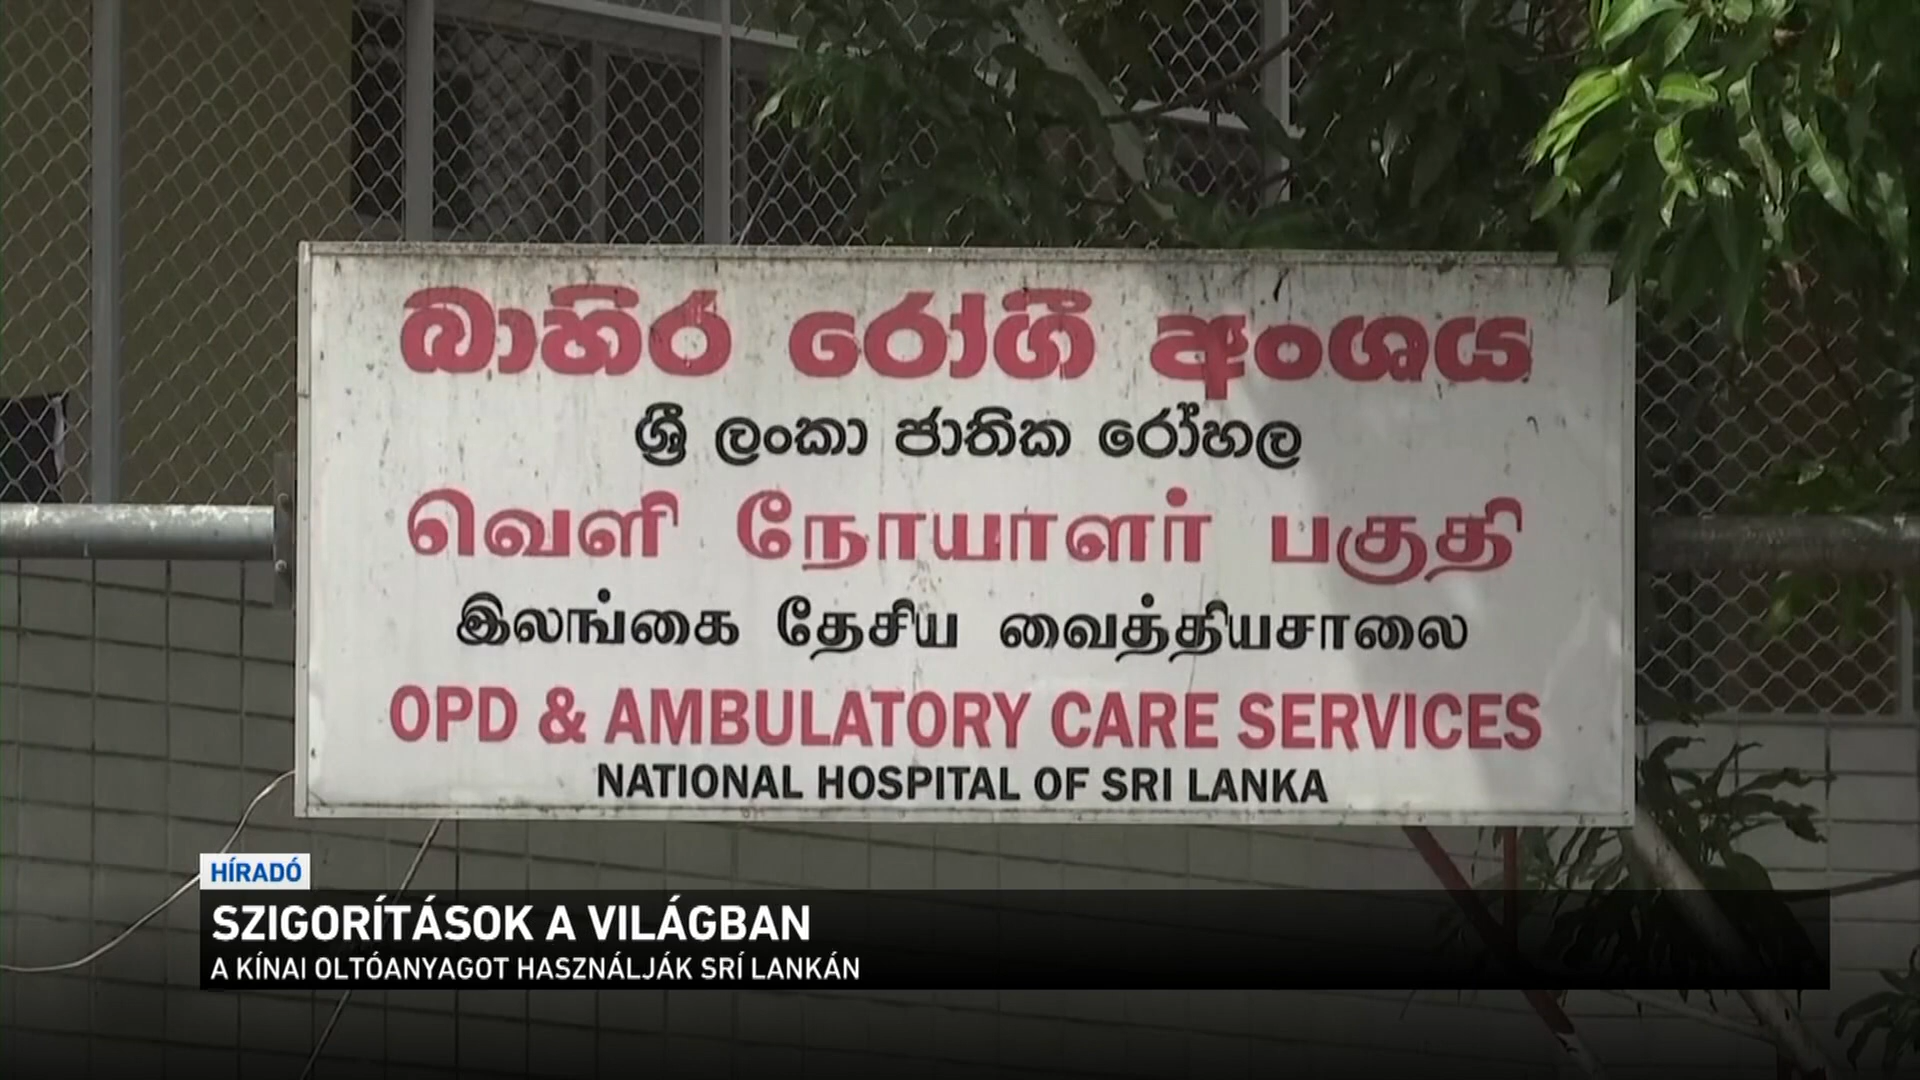 බාහිර රෝගී අංශය
ශ්‍රී ලංකා ජාතික රෝහල
வெளி நோயாளர் பகுதி
இலங்கை தேசிய வைத்தியசாலை
OPD & AMBULATORY CARE SERVICES
NATIONAL HOSPITAL OF SRI LANKA
HÍRADÓ
SZIGORÍTÁSOK A VILÁGBAN
A KÍNAI OLTÓANYAGOT HASZNÁLJÁK SRÍ LANKÁN